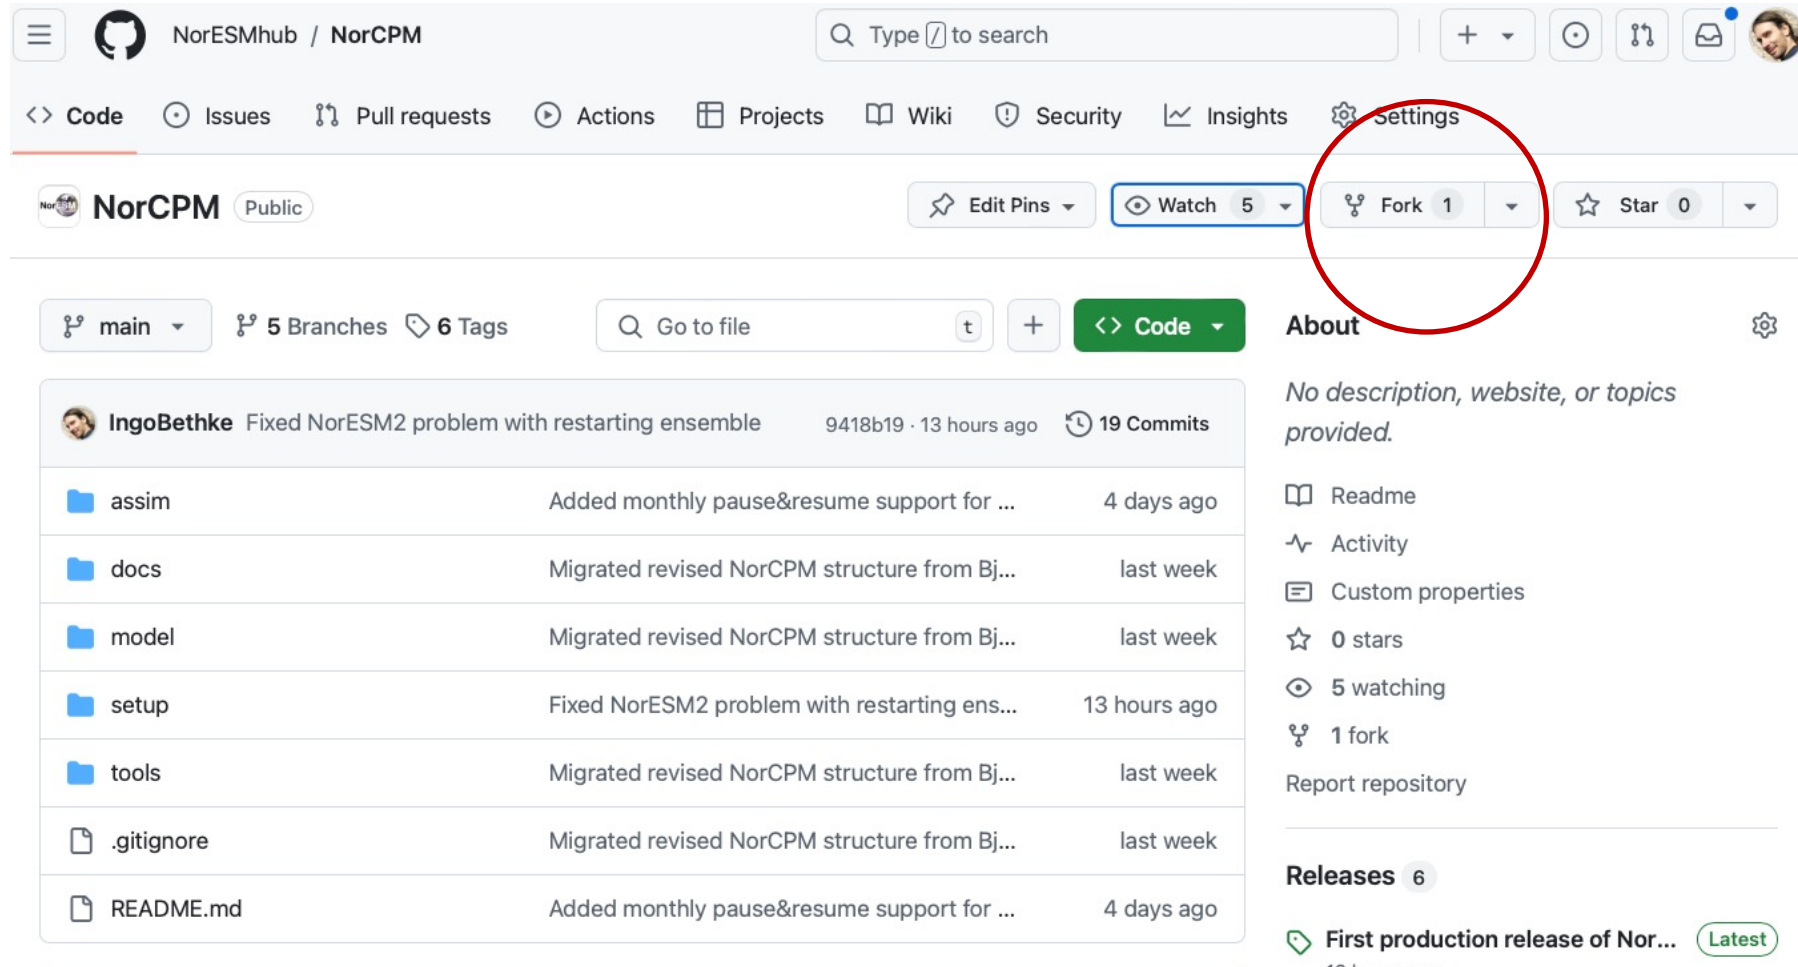 NorESMhub / NorCPM
Type / to search
Code Issues Pull requests Actions Projects Wiki Security Insights Settings
NorCPM Public Edit Pins Watch 5 Fork 1 Star 0
main 5 Branches 6 Tags Go to file t + Code
IngoBethke Fixed NorESM2 problem with restarting ensemble 9418b19 · 13 hours ago 19 Commits
assim Added monthly pause&resume support for ... 4 days ago
docs Migrated revised NorCPM structure from Bj... last week
model Migrated revised NorCPM structure from Bj... last week
setup Fixed NorESM2 problem with restarting ens... 13 hours ago
tools Migrated revised NorCPM structure from Bj... last week
.gitignore Migrated revised NorCPM structure from Bj... last week
README.md Added monthly pause&resume support for ... 4 days ago
About
No description, website, or topics
provided.
Readme
Activity
Custom properties
0 stars
5 watching
1 fork
Report repository
Releases 6
First production release of Nor... Latest